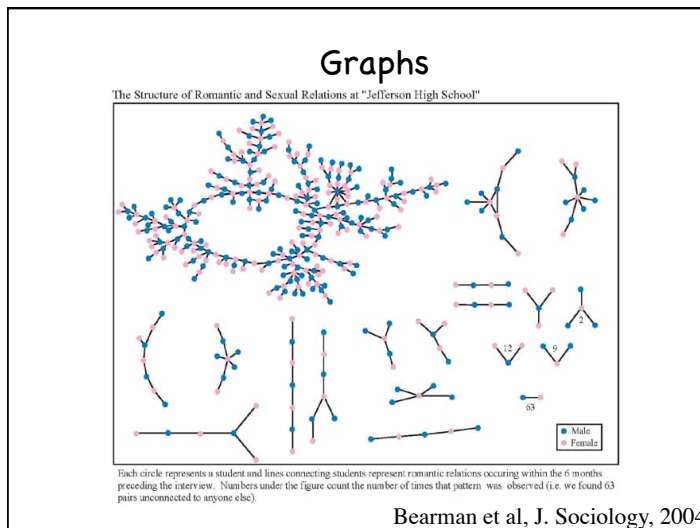 Graphs
The Structure of Romantic and Sexual Relations at "Jefferson High School"
2
12
9
63
Male
Female
Each circle represents a student and lines connecting students represent romantic relations occuring within the 6 months
preceding the interview. Numbers under the figure count the number of times that pattern was observed (i.e. we found 63
pairs unconnected to anyone else).
Bearman et al, J. Sociology, 2004